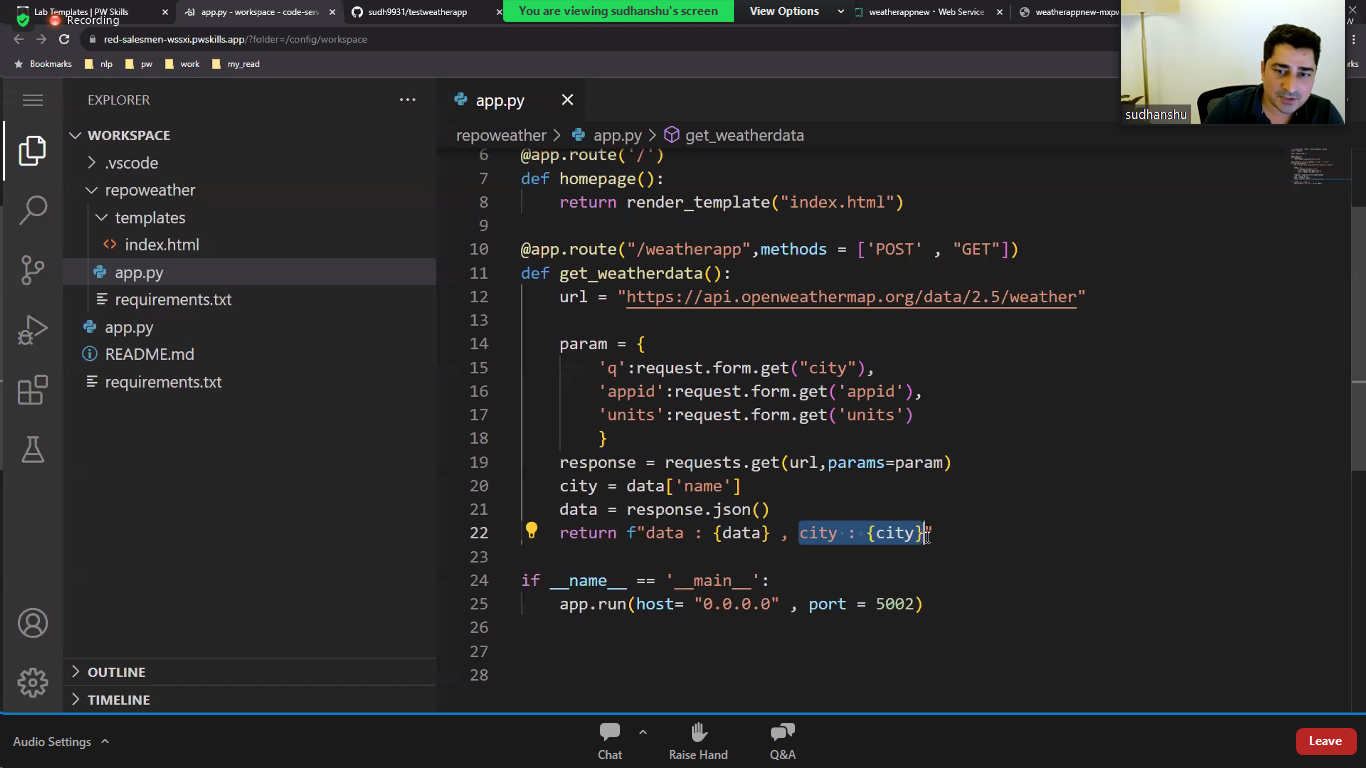 Lab Templates | PW Skills
Recording
app.py - workspace - code-serv
sudh9931/testweatherapp
You are viewing sudhanshu's screen
View Options
weatherappnew · Web Service
weatherappnew-mxpv
red-salesmen-wssxi.pwskills.app/?folder=/config/workspace
Bookmarks
nlp
pw
work
my_read
sudhanshu
EXPLORER
WORKSPACE
.vscode
repoweather
templates
index.html
app.py
requirements.txt
app.py
README.md
requirements.txt
OUTLINE
TIMELINE
app.py
repoweather > app.py > get_weatherdata
6 @app.route('/')
7 def homepage():
8 return render_template("index.html")
9
10 @app.route("/weatherapp",methods = ['POST' , "GET"])
11 def get_weatherdata():
12 url = "https://api.openweathermap.org/data/2.5/weather"
13
14 param = {
15 'q':request.form.get("city"),
16 'appid':request.form.get('appid'),
17 'units':request.form.get('units')
18 }
19 response = requests.get(url,params=param)
20 city = data['name']
21 data = response.json()
22 return f"data : {data} , city : {city}"
23
24 if __name__ == '__main__':
25 app.run(host= "0.0.0.0" , port = 5002)
26
27
28
Audio Settings
Chat
Raise Hand
Q&A
Leave